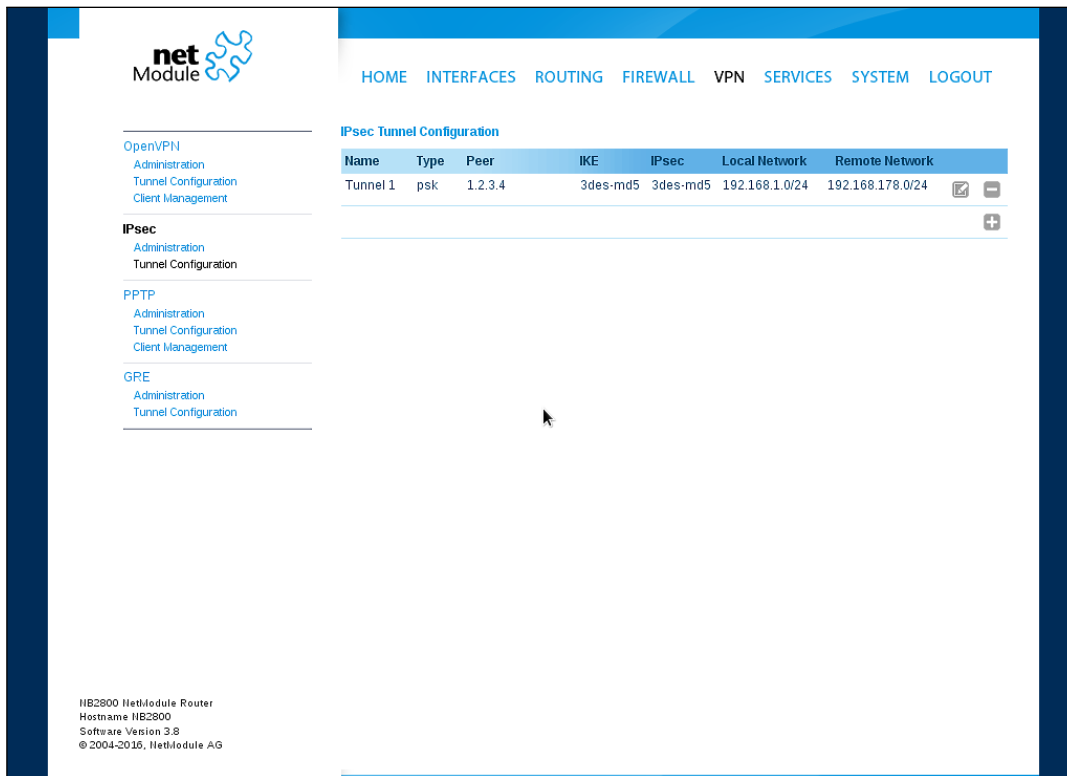 net
Module
HOME INTERFACES ROUTING FIREWALL VPN SERVICES SYSTEM LOGOUT
OpenVPN
Administration
Tunnel Configuration
Client Management
IPsec
Administration
Tunnel Configuration
PPTP
Administration
Tunnel Configuration
Client Management
GRE
Administration
Tunnel Configuration
IPsec Tunnel Configuration
Name Type Peer IKE IPsec Local Network Remote Network
Tunnel 1 psk 1.2.3.4 3des-md5 3des-md5 192.168.1.0/24 192.168.178.0/24
NB2800 NetModule Router
Hostname NB2800
Software Version 3.8
© 2004-2016, NetModule AG